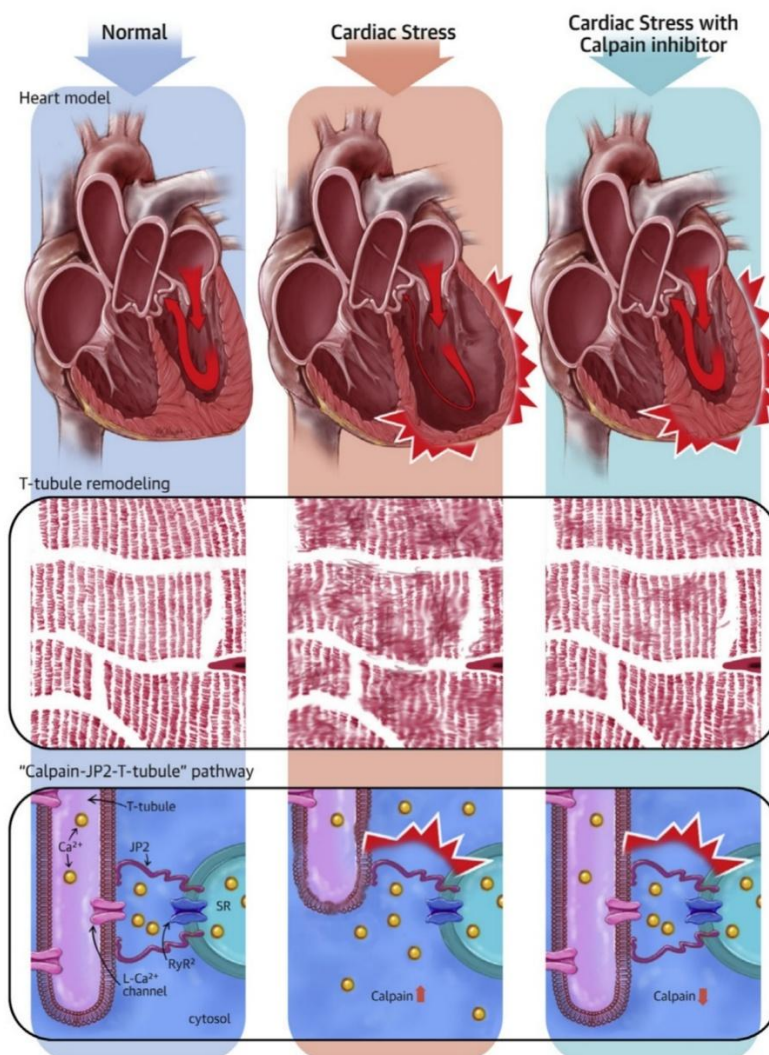 Normal
Cardiac Stress
Cardiac Stress with
Calpain inhibitor
Heart model
T-tubule remodeling
"Calpain-JP2-T-tubule" pathway
T-tubule
Ca²⁺
JP2
SR
RyR²
L-Ca²⁺
channel
cytosol
Calpain
Calpain